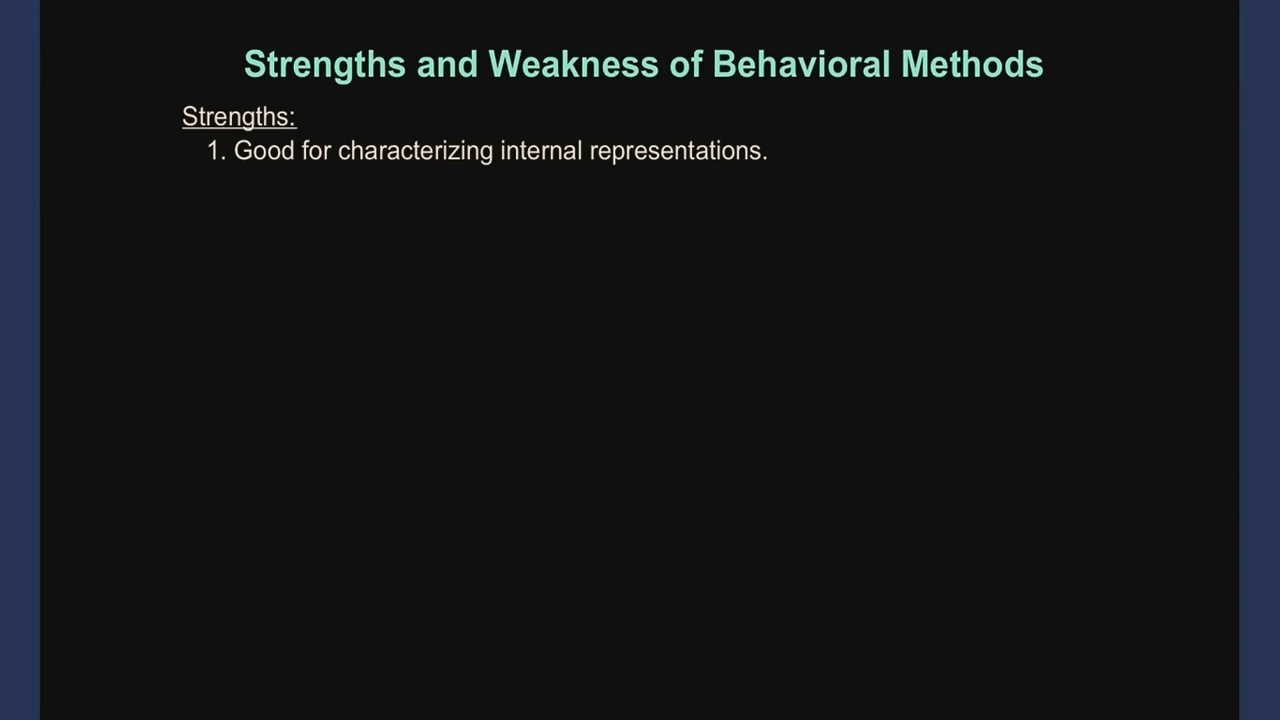 Strengths and Weakness of Behavioral Methods
Strengths:
1. Good for characterizing internal representations.